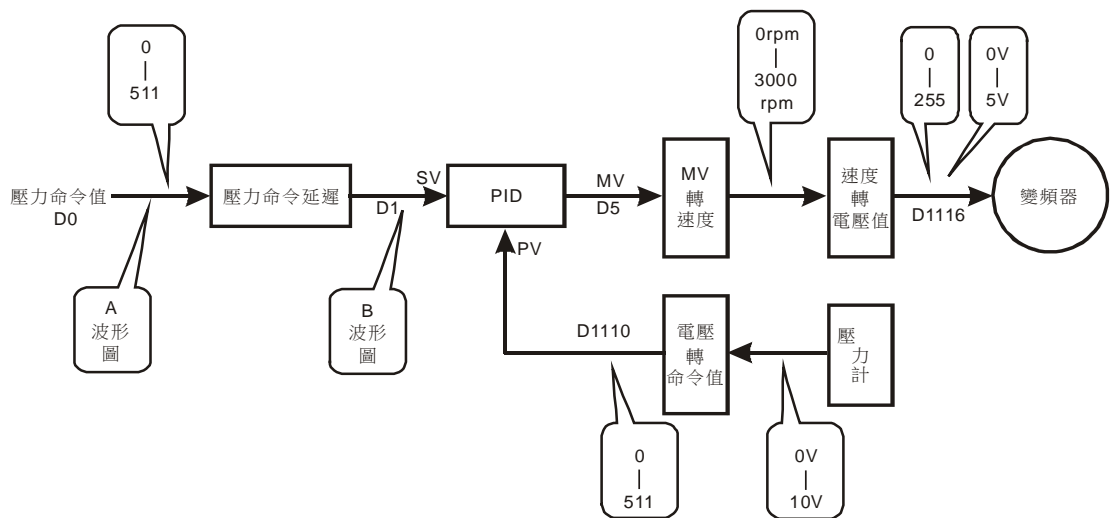 0
|
511
0rpm
|
3000
rpm
0
|
255
0V
|
5V
壓力命令值
D0
壓力命令延遲
SV
D1
PID
MV
D5
MV
轉
速度
速度
轉
電壓值
D1116
變頻器
PV
A
波形
圖
B
波形
圖
D1110
電壓
轉
命令值
壓
力
計
0
|
511
0V
|
10V